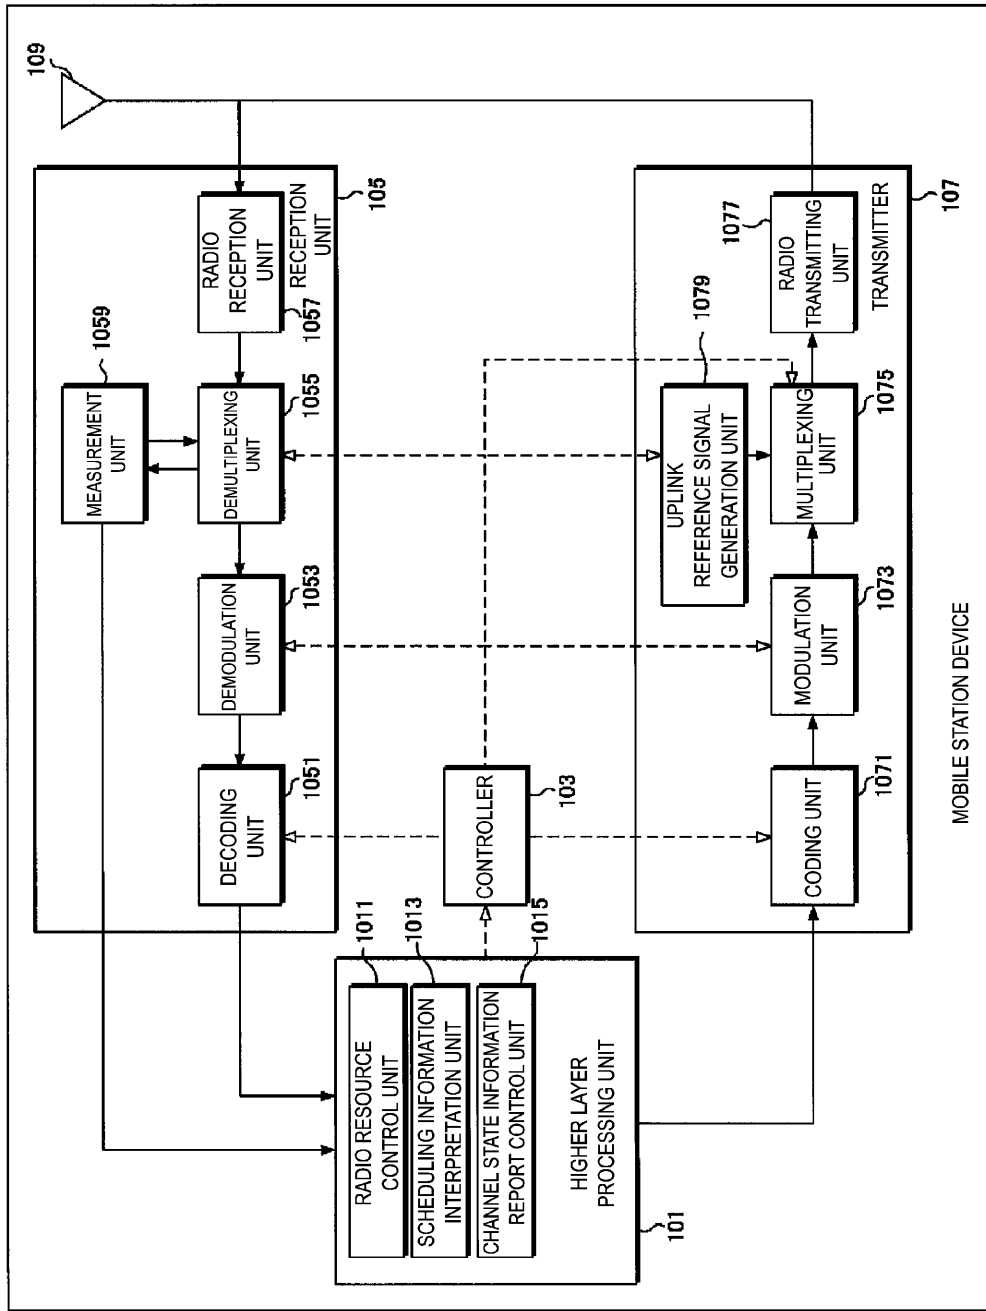 109
RADIO
RECEPTION
UNIT
RECEPTION
UNIT
105
1057
MEASUREMENT
UNIT
1059
DEMULTIPLEXING
UNIT
1055
DEMODULATION
UNIT
1053
DECODING
UNIT
1051
CONTROLLER
103
RADIO RESOURCE
CONTROL UNIT
1011
SCHEDULING INFORMATION
INTERPRETATION UNIT
1013
CHANNEL STATE INFORMATION
REPORT CONTROL UNIT
1015
HIGHER LAYER
PROCESSING UNIT
101
CODING UNIT
1071
MODULATION
UNIT
1073
MULTIPLEXING
UNIT
1075
UPLINK
REFERENCE SIGNAL
GENERATION UNIT
1079
RADIO
TRANSMITTING
UNIT
1077
TRANSMITTER
107
MOBILE STATION DEVICE